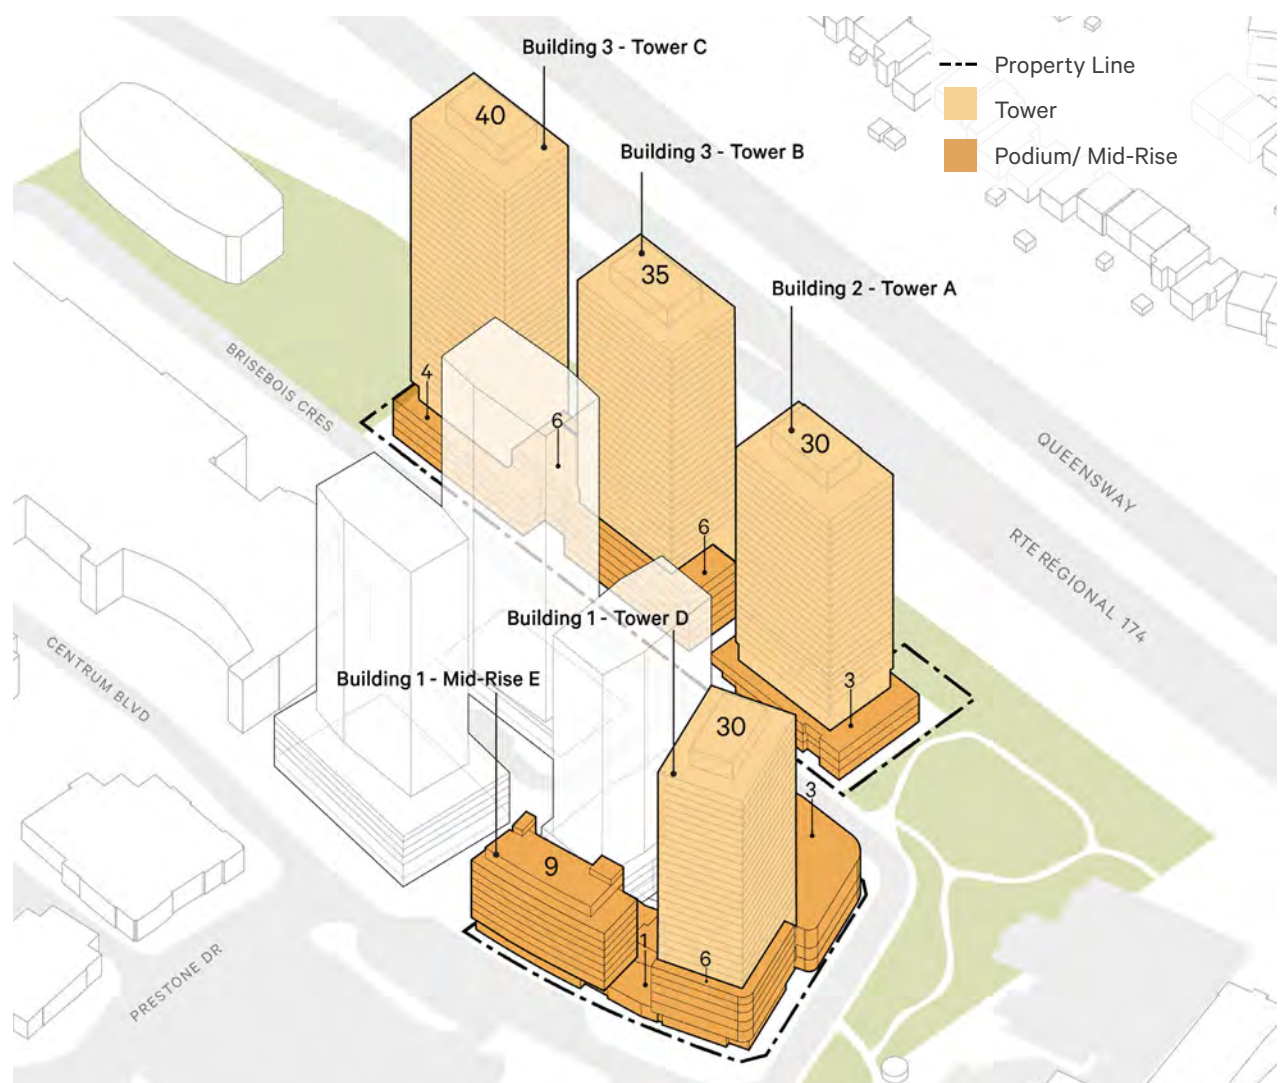 Building 3 - Tower C
Property Line
Tower
Podium/ Mid-Rise
40
Building 3 - Tower B
35
Building 2 - Tower A
30
BRISEBOIS CRES
4
6
QUEENSWAY
RTE RÉGIONAL 174
6
Building 1 - Tower D
CENTRUM BLVD
Building 1 - Mid-Rise E
3
30
3
9
1
6
PRESTONE DR